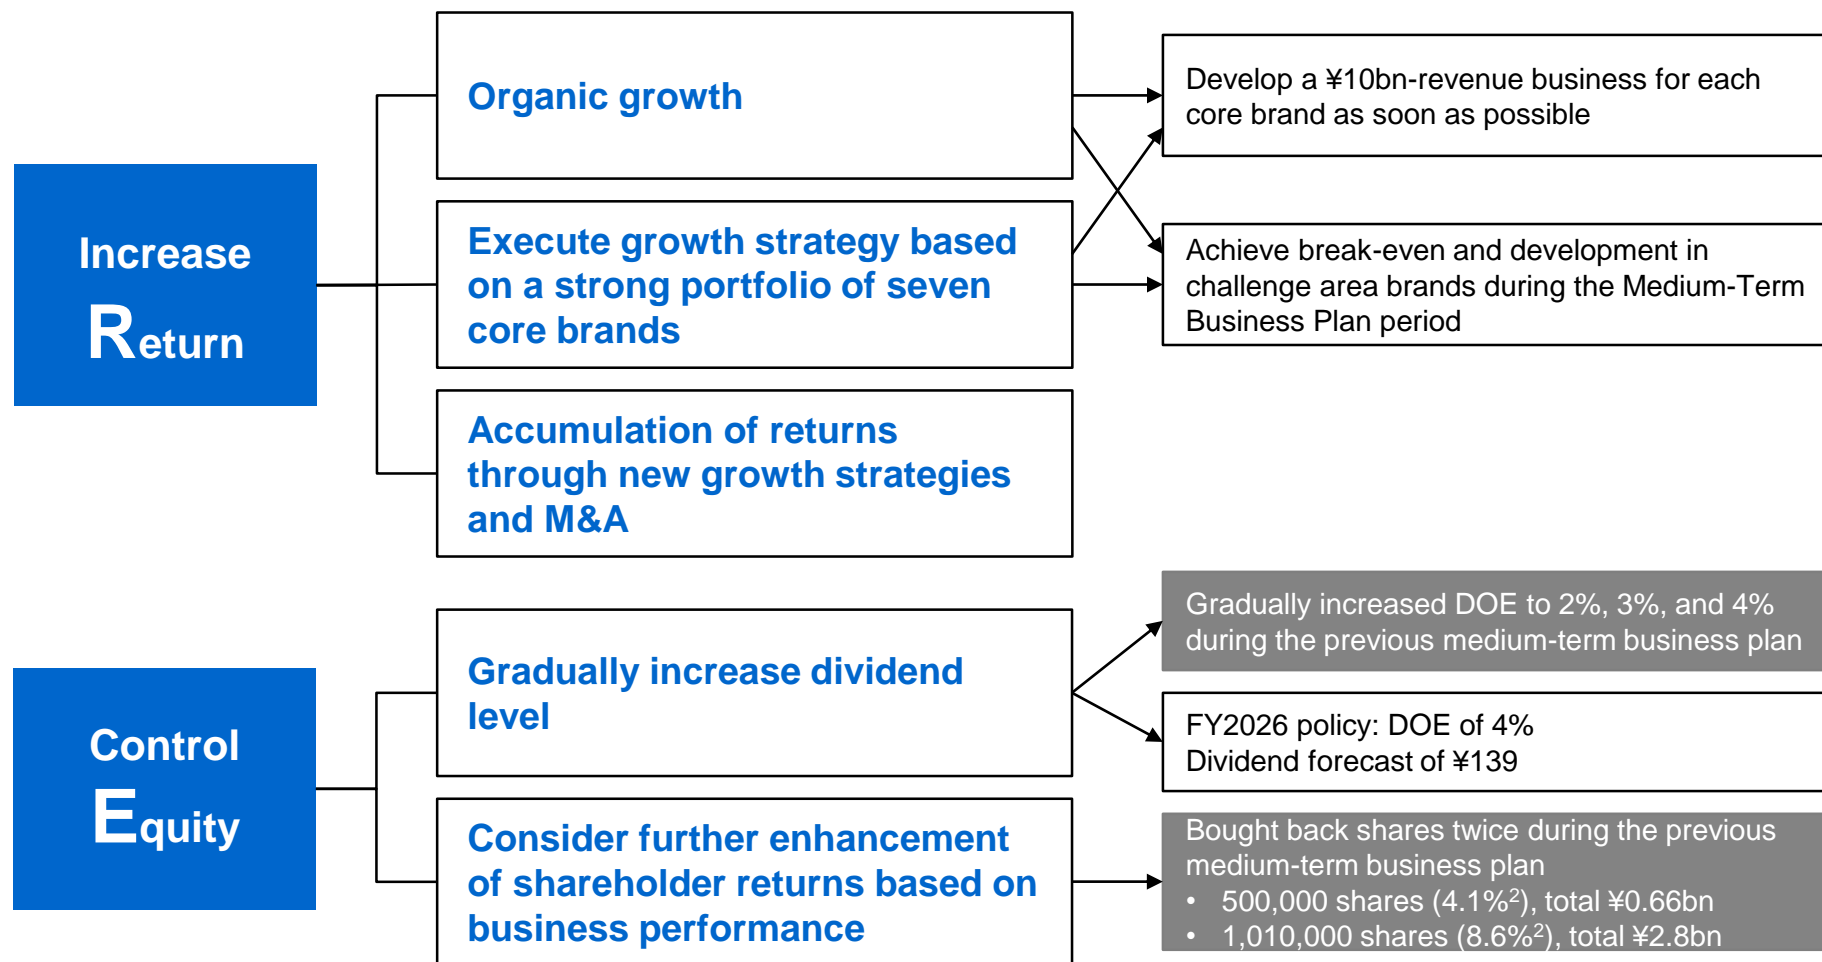 Increase
Return
Organic growth
Execute growth strategy based
on a strong portfolio of seven
core brands
Accumulation of returns
through new growth strategies
and M&A
Develop a ¥10bn-revenue business for each
core brand as soon as possible
Achieve break-even and development in
challenge area brands during the Medium-Term
Business Plan period
Control
Equity
Gradually increase dividend
level
Consider further enhancement
of shareholder returns based on
business performance
Gradually increased DOE to 2%, 3%, and 4%
during the previous medium-term business plan
FY2026 policy: DOE of 4%
Dividend forecast of ¥139
Bought back shares twice during the previous
medium-term business plan
• 500,000 shares (4.1%²), total ¥0.66bn
• 1,010,000 shares (8.6%²), total ¥2.8bn